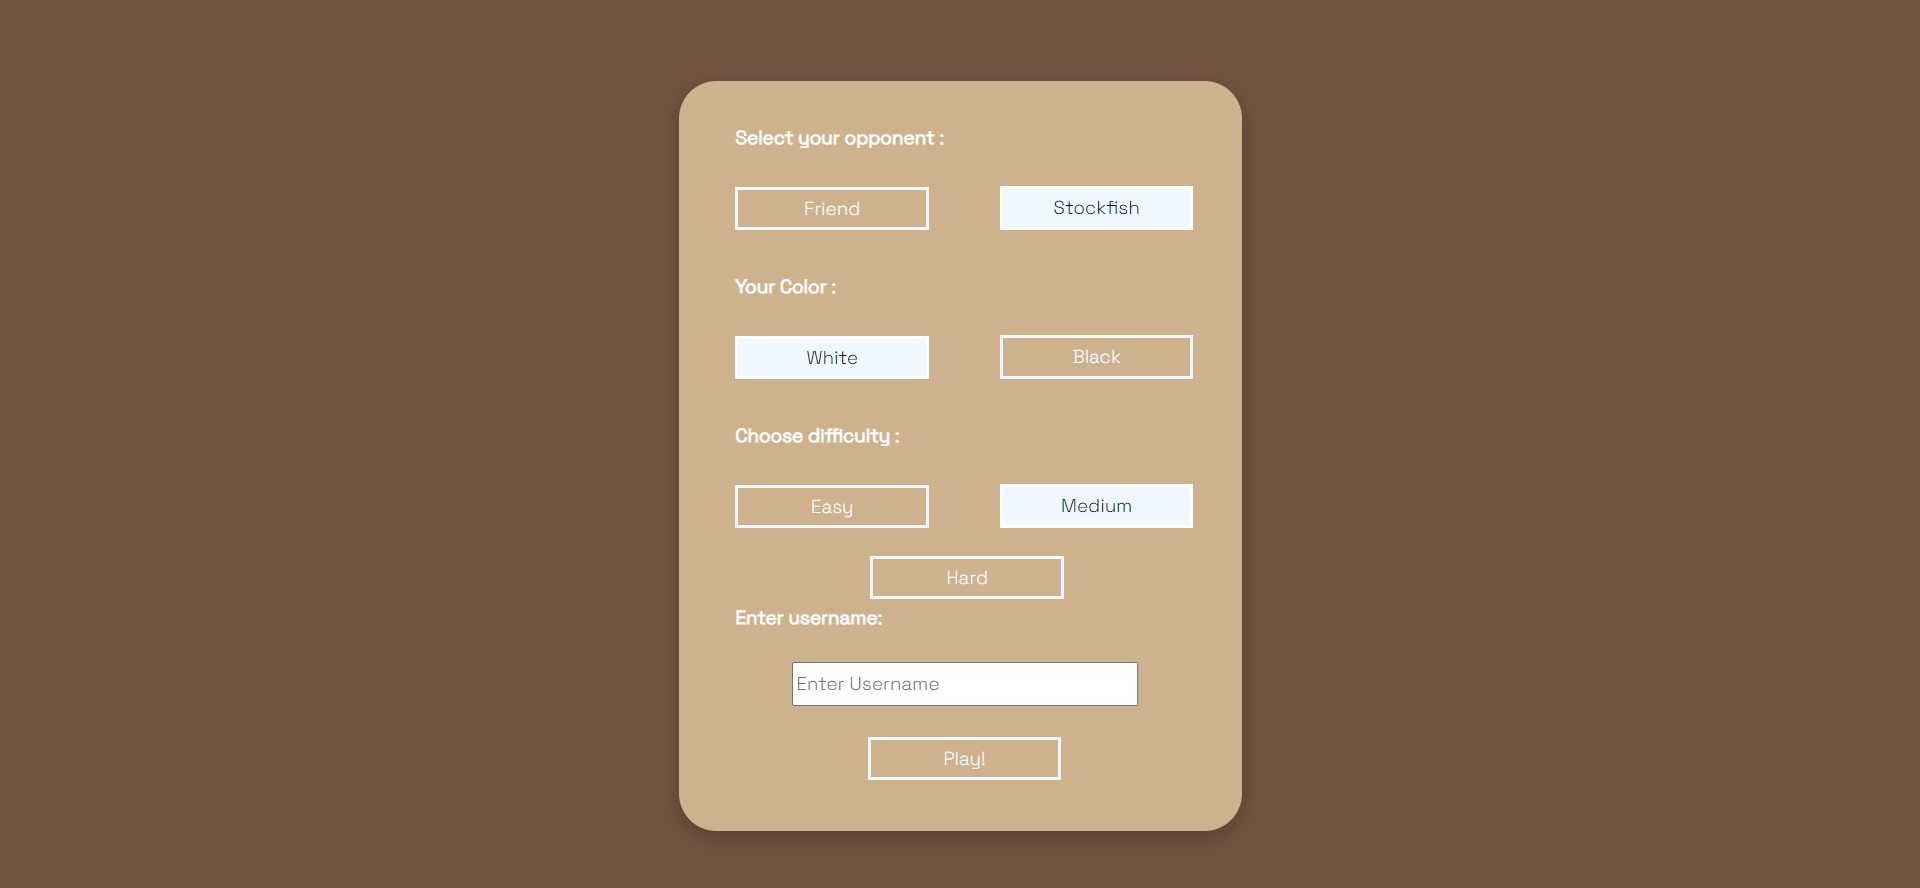 Select your opponent :
Friend Stockfish
Your Color :
White Black
Choose difficulty :
Easy Medium
Hard
Enter username:
Enter Username
Play!